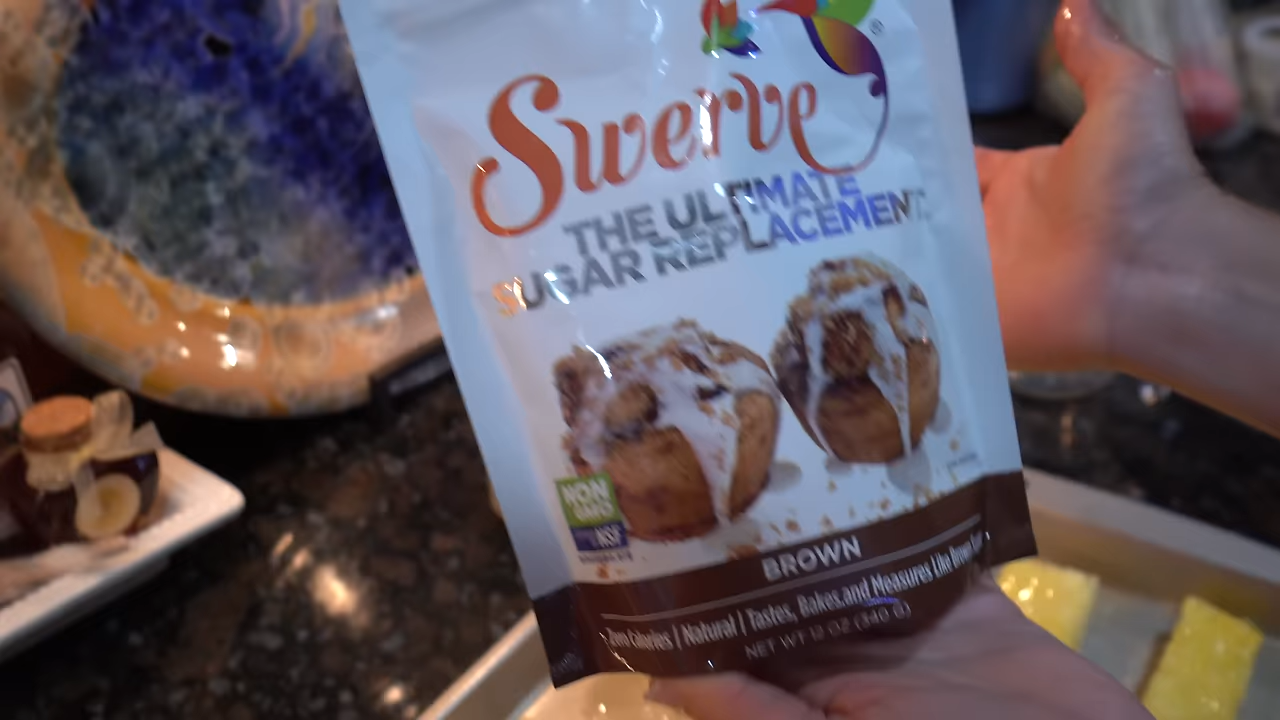 Swerve®
THE ULTIMATE
SUGAR REPLACEMENT
NON
GMO
NSF
BROWN
Zero Calories | Natural | Tastes, Bakes and Measures Like Brown
NET WT 12 OZ (340 G)